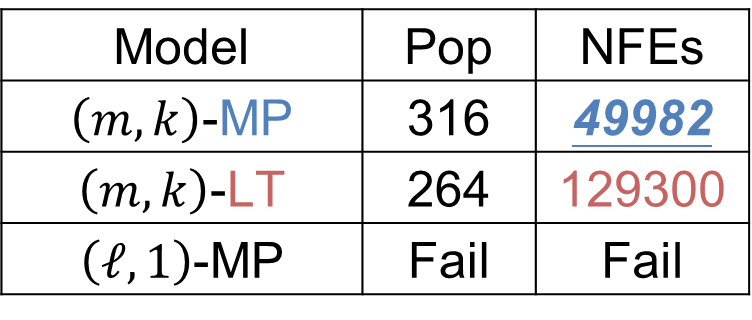 Model Pop NFEs
(m, k)-MP 316 49982
(m, k)-LT 264 129300
(ℓ, 1)-MP Fail Fail